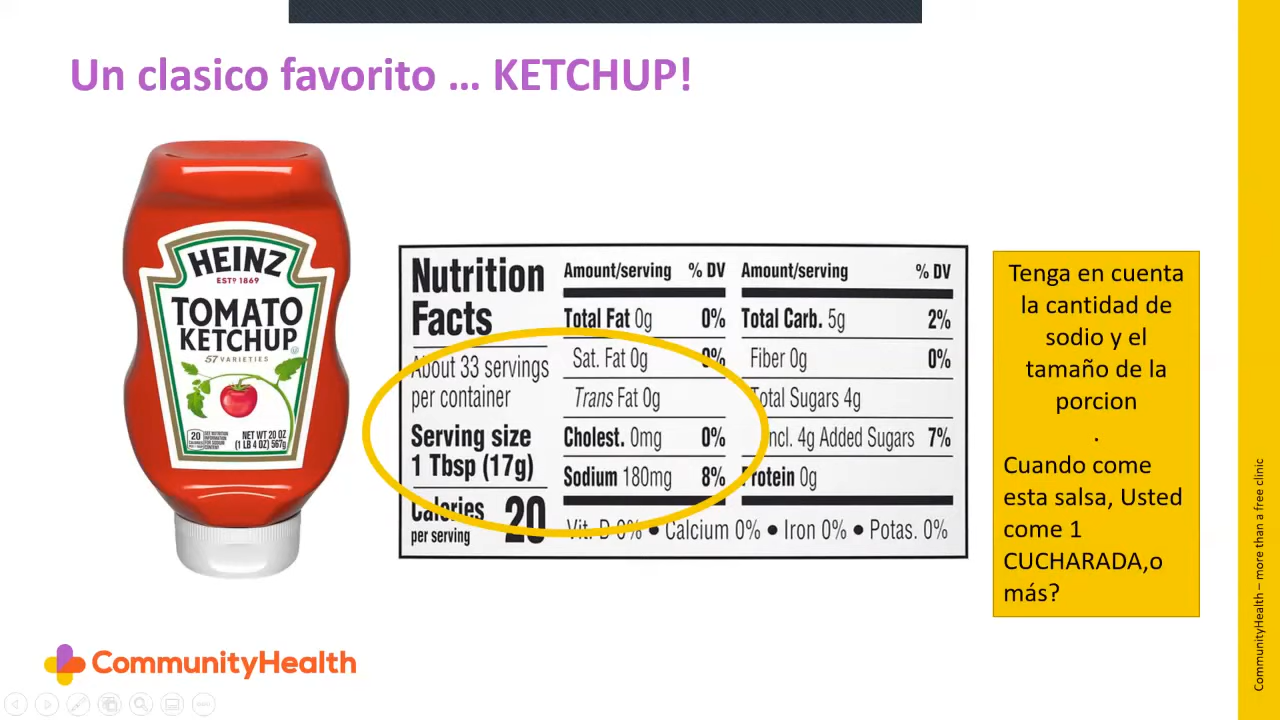 Un clasico favorito … KETCHUP!
HEINZ
ESTD 1869
TOMATO
KETCHUP
57 VARIETIES
20
NET WT 20 OZ
(1 LB 4 OZ) 567g
Nutrition
Facts
About 33 servings
per container
Serving size
1 Tbsp (17g)
Calories
per serving
20
Amount/serving % DV
Total Fat 0g 0%
Sat. Fat 0g 0%
Trans Fat 0g
Cholest. 0mg 0%
Sodium 180mg 8%
Amount/serving % DV
Total Carb. 5g 2%
Fiber 0g 0%
Total Sugars 4g
Incl. 4g Added Sugars 7%
Protein 0g
Vit. D 0% • Calcium 0% • Iron 0% • Potas. 0%
Tenga en cuenta
la cantidad de
sodio y el
tamaño de la
porcion
.
Cuando come
esta salsa, Usted
come 1
CUCHARADA,o
más?
CommunityHealth
CommunityHealth – more than a free clinic